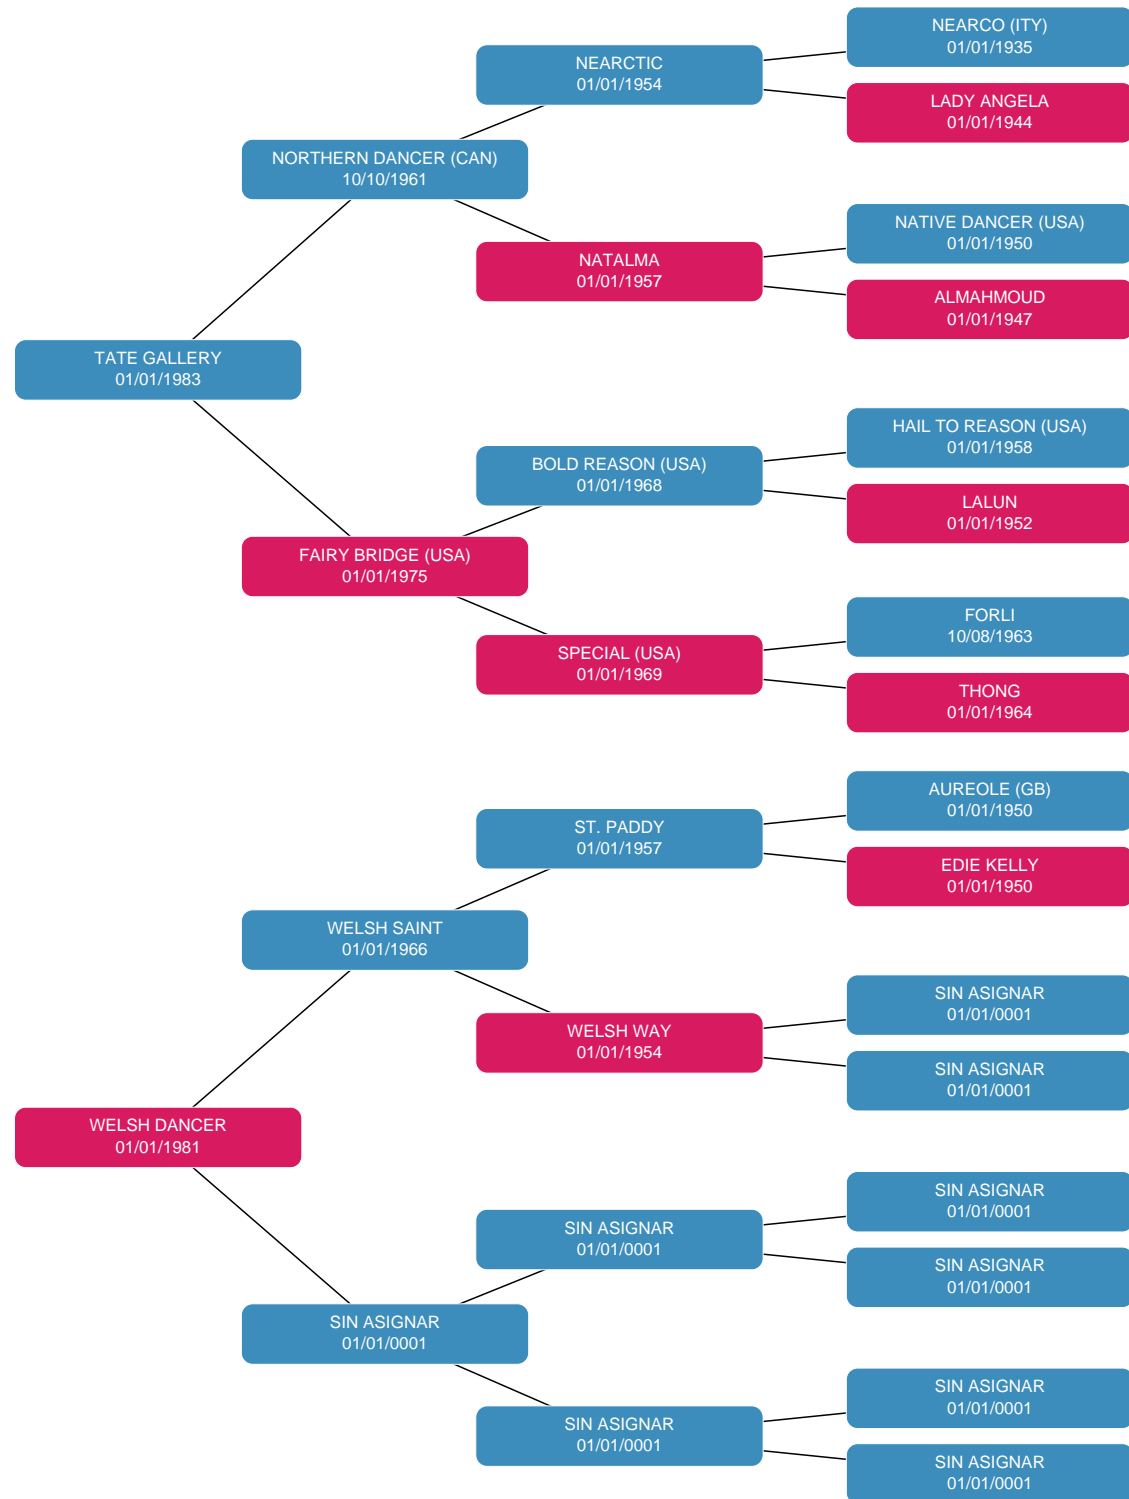 NEARCO (ITY)
01/01/1935
NEARCTIC
01/01/1954
LADY ANGELA
01/01/1944
NORTHERN DANCER (CAN)
10/10/1961
NATIVE DANCER (USA)
01/01/1950
NATALMA
01/01/1957
ALMAHMOUD
01/01/1947
TATE GALLERY
01/01/1983
HAIL TO REASON (USA)
01/01/1958
BOLD REASON (USA)
01/01/1968
LALUN
01/01/1952
FAIRY BRIDGE (USA)
01/01/1975
FORLI
10/08/1963
SPECIAL (USA)
01/01/1969
THONG
01/01/1964
AUREOLE (GB)
01/01/1950
ST. PADDY
01/01/1957
EDIE KELLY
01/01/1950
WELSH SAINT
01/01/1966
SIN ASIGNAR
01/01/0001
WELSH WAY
01/01/1954
SIN ASIGNAR
01/01/0001
WELSH DANCER
01/01/1981
SIN ASIGNAR
01/01/0001
SIN ASIGNAR
01/01/0001
SIN ASIGNAR
01/01/0001
SIN ASIGNAR
01/01/0001
SIN ASIGNAR
01/01/0001
SIN ASIGNAR
01/01/0001
SIN ASIGNAR
01/01/0001